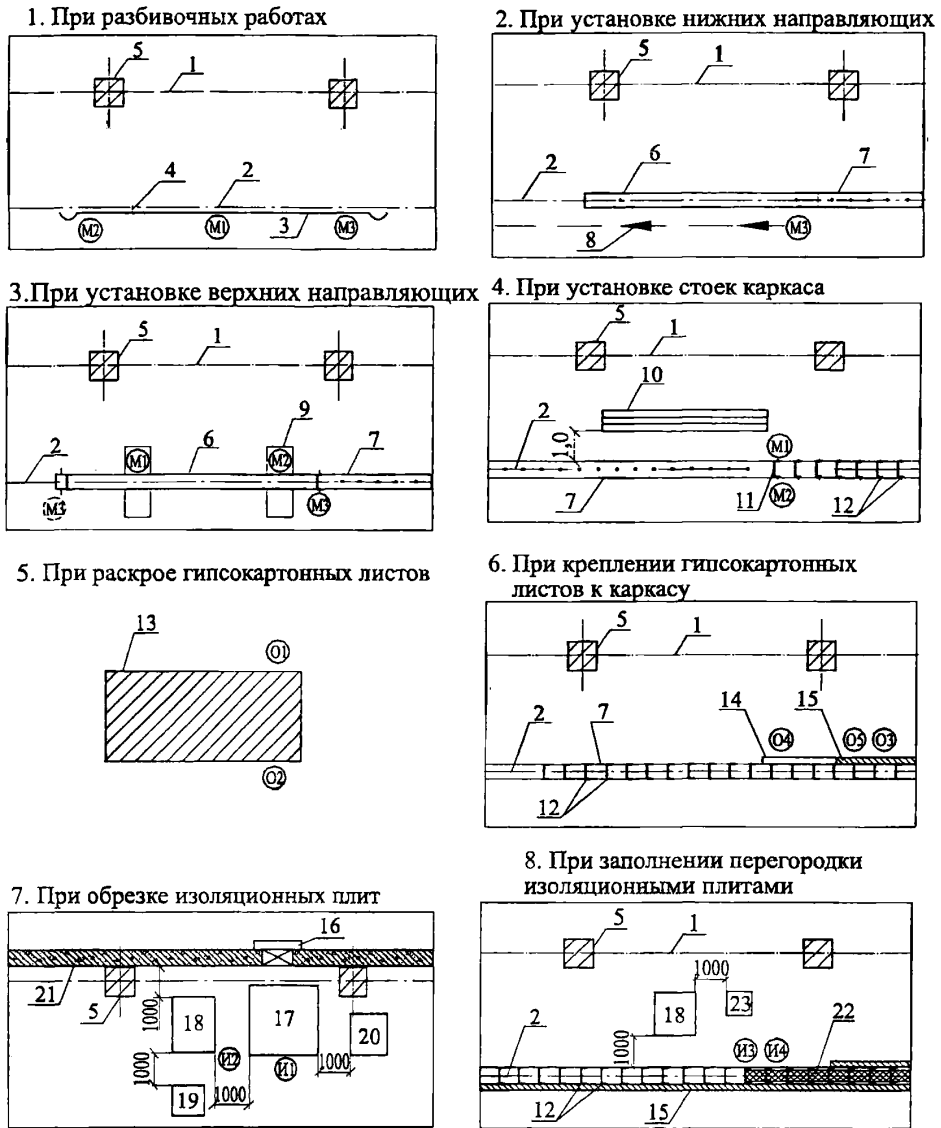 1. При разбивочных работах
5
1
4
2
М2
М1
3
М3
2. При установке нижних направляющих
5
1
2
6
7
8
М3
3.При установке верхних направляющих
5
1
9
2
М1
6
М2
7
М3
М3
4. При установке стоек каркаса
5
1
10
2
1,0
М1
7
11
М2
12
5. При раскрое гипсокартонных листов
13
О1
О2
6. При креплении гипсокартонных
листов к каркасу
5
1
2
7
14
О4
15
О5
О3
12
7. При обрезке изоляционных плит
16
21
5
1000
18
17
20
1000
И2
И1
1000
19
1000
8. При заполнении перегородки
изоляционными плитами
5
1
1000
2
18
23
22
1000
И3
И4
12
15